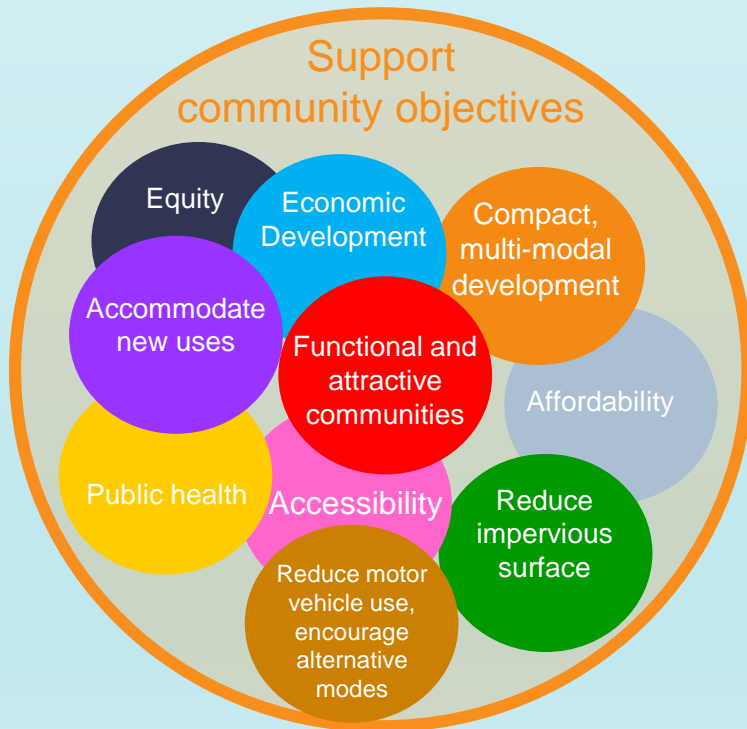 Support
community objectives
Equity
Economic
Development
Compact,
multi-modal
development
Accommodate
new uses
Functional and
attractive
communities
Affordability
Public health
Accessibility
Reduce
impervious
surface
Reduce motor
vehicle use,
encourage
alternative
modes